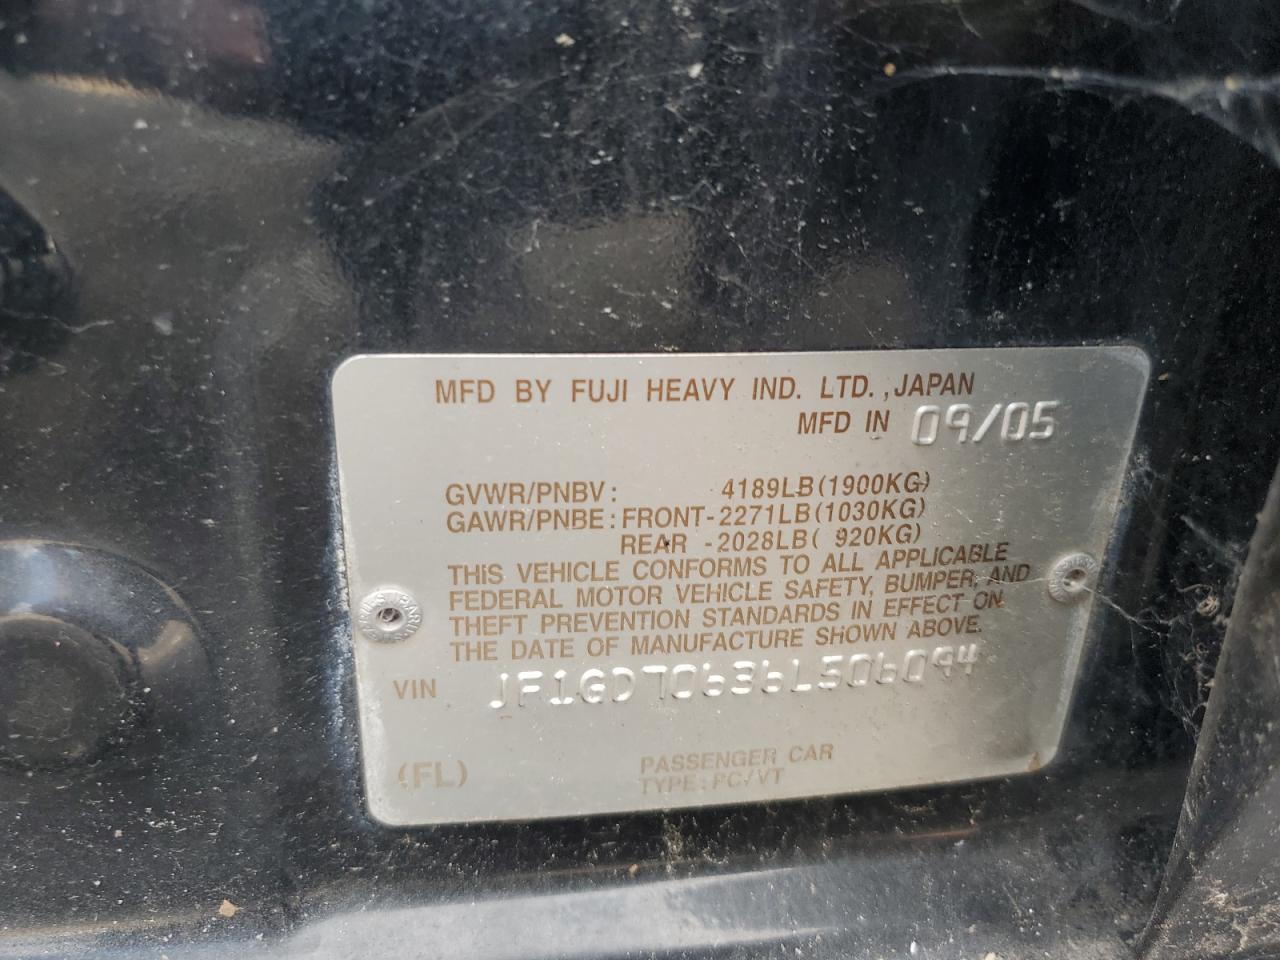 MFD BY FUJI HEAVY IND. LTD., JAPAN
MFD IN 09/05
GVWR/PNBV: 4189LB(1900KG)
GAWR/PNBE: FRONT-2271LB(1030KG)
REAR -2028LB( 920KG)
THIS VEHICLE CONFORMS TO ALL APPLICABLE
FEDERAL MOTOR VEHICLE SAFETY, BUMPER, AND
THEFT PREVENTION STANDARDS IN EFFECT ON
THE DATE OF MANUFACTURE SHOWN ABOVE.
VIN JF1GD70636L506094
(FL) PASSENGER CAR
TYPE: PC/VT